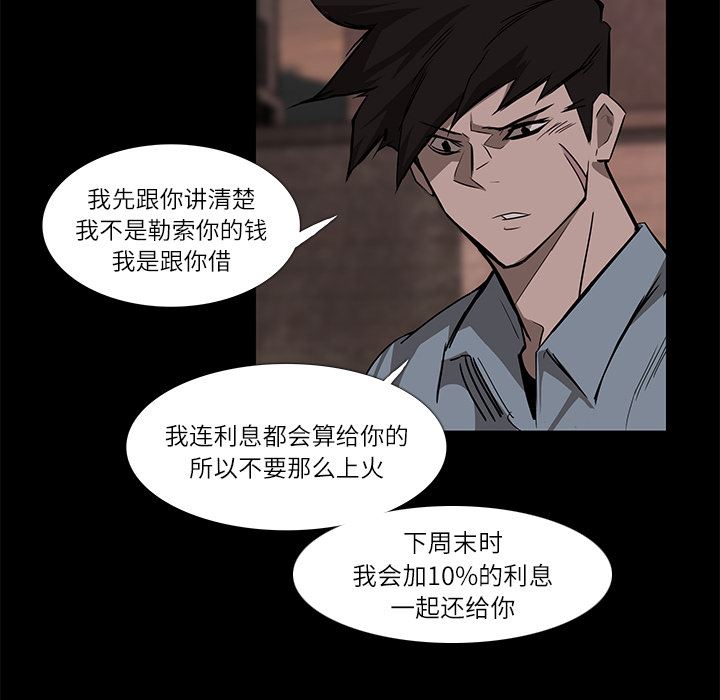 我先跟你讲清楚
我不是勒索你的钱
我是跟你借
我连利息都会算给你的
所以不要那么上火
下周末时
我会加10%的利息
一起还给你